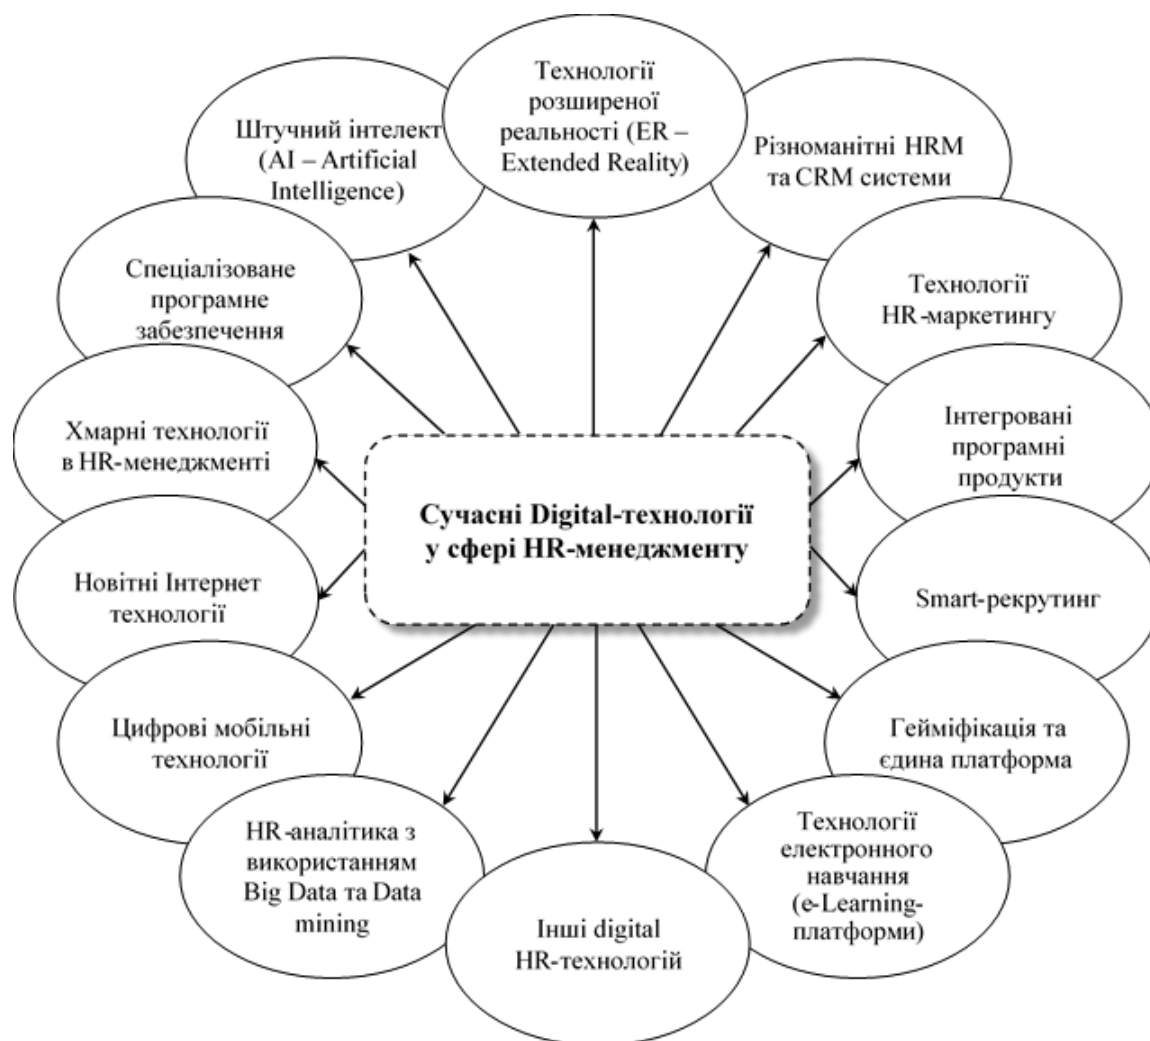 Технології
розширеної
реальності (ER –
Extended Reality)
Штучний інтелект
(AI – Artificial
Intelligence)
Різноманітні HRM
та CRM системи
Спеціалізоване
програмне
забезпечення
Технології
HR-маркетингу
Хмарні технології
в HR-менеджменті
Інтегровані
програмні
продукти
Сучасні Digital-технології
у сфері HR-менеджменту
Новітні Інтернет
технології
Smart-рекрутинг
Цифрові мобільні
технології
Гейміфікація та
єдина платформа
HR-аналітика з
використанням
Big Data та Data
mining
Технології
електронного
навчання
(e-Learning-
платформи)
Інші digital
HR-технологій